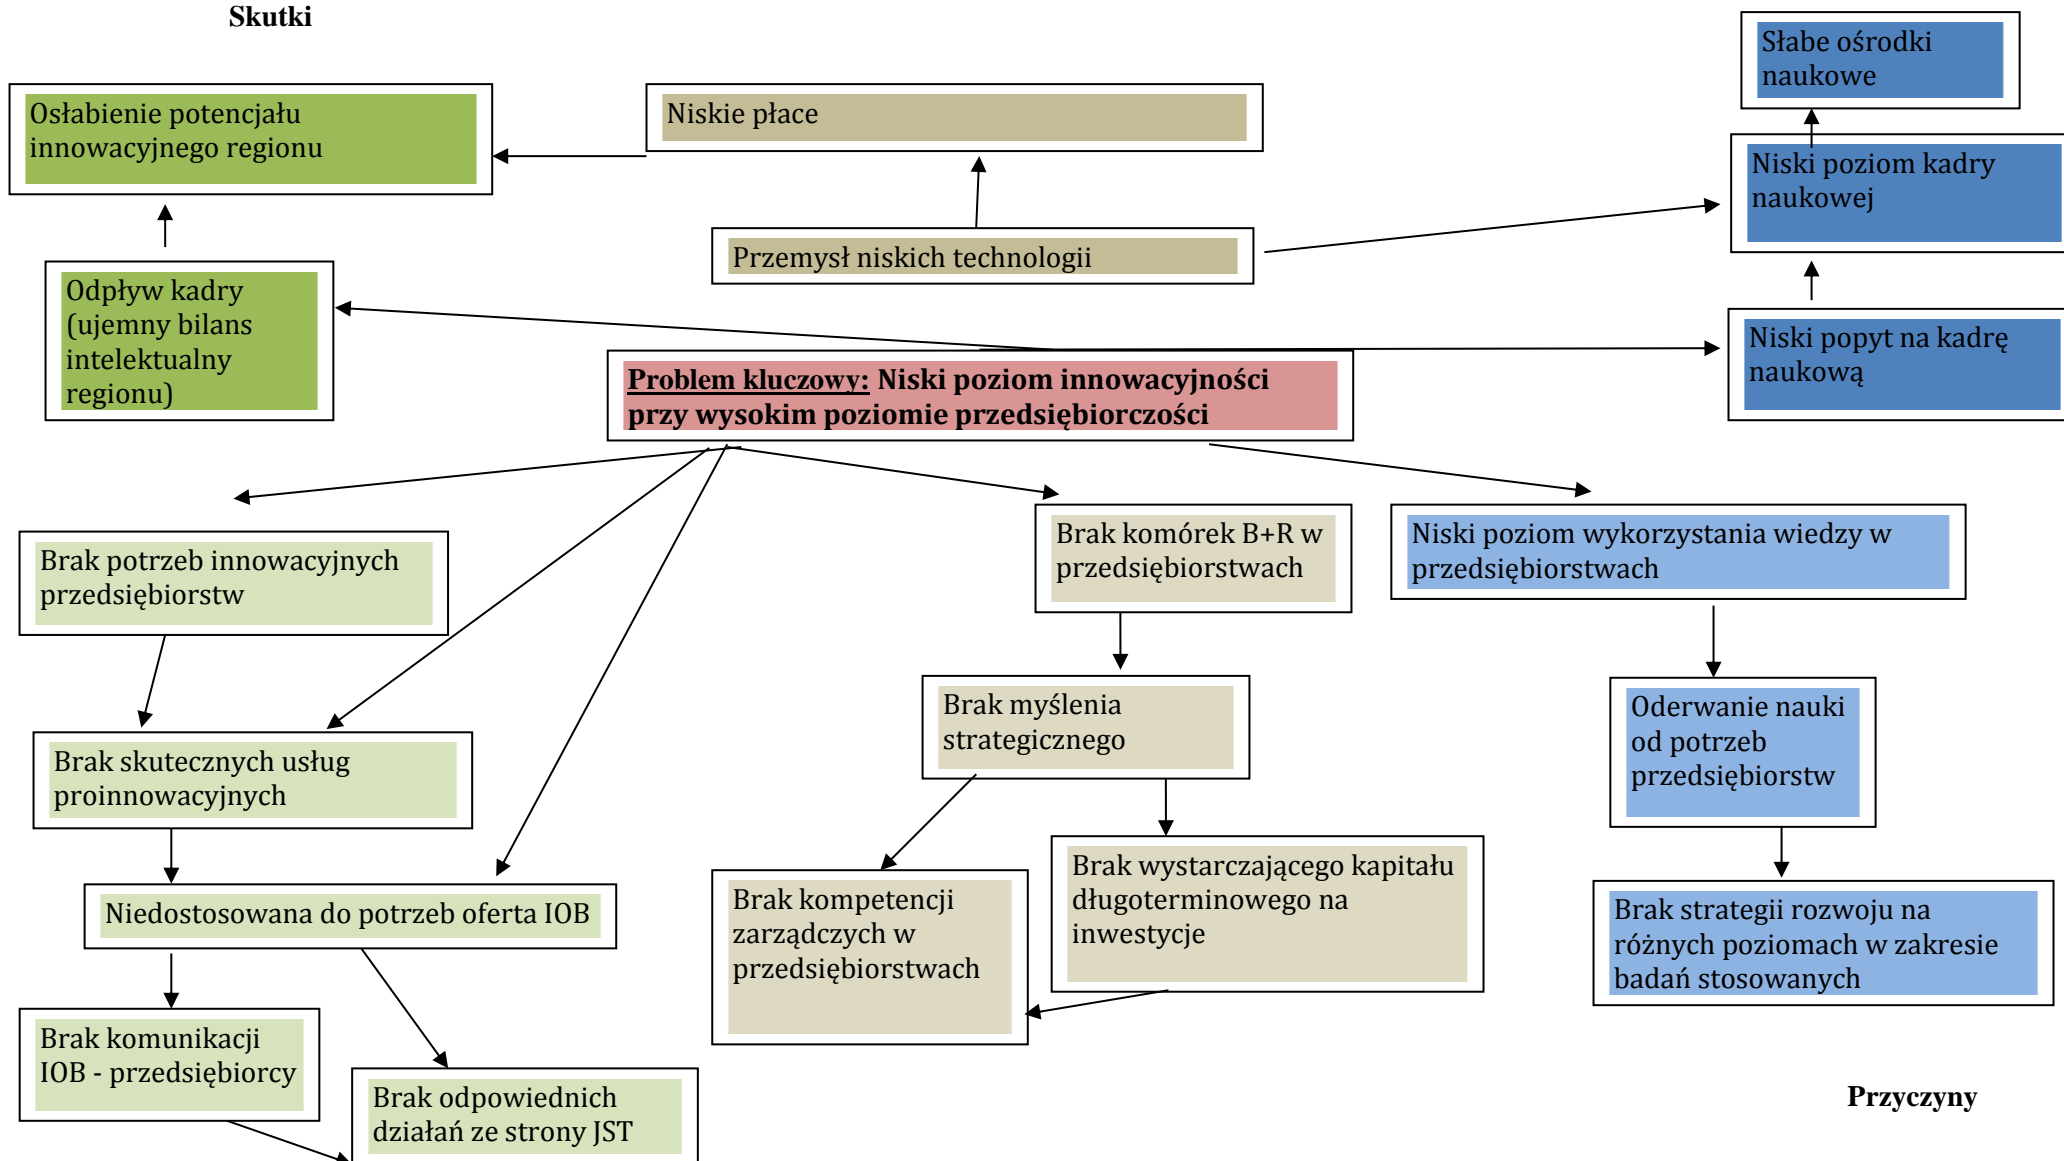 Skutki
Słabe ośrodki
naukowe
Osłabienie potencjału
innowacyjnego regionu
Niskie płace
Niski poziom kadry
naukowej
Przemysł niskich technologii
Odpływ kadry
(ujemny bilans
intelektualny
regionu)
Niski popyt na kadrę
naukową
Problem kluczowy: Niski poziom innowacyjności
przy wysokim poziomie przedsiębiorczości
Brak potrzeb innowacyjnych
przedsiębiorstw
Brak komórek B+R w
przedsiębiorstwach
Niski poziom wykorzystania wiedzy w
przedsiębiorstwach
Brak skutecznych usług
proinnowacyjnych
Brak myślenia
strategicznego
Oderwanie nauki
od potrzeb
przedsiębiorstw
Niedostosowana do potrzeb oferta IOB
Brak kompetencji
zarządczych w
przedsiębiorstwach
Brak wystarczającego kapitału
długoterminowego na
inwestycje
Brak strategii rozwoju na
różnych poziomach w zakresie
badań stosowanych
Brak komunikacji
IOB - przedsiębiorcy
Brak odpowiednich
działań ze strony JST
Przyczyny